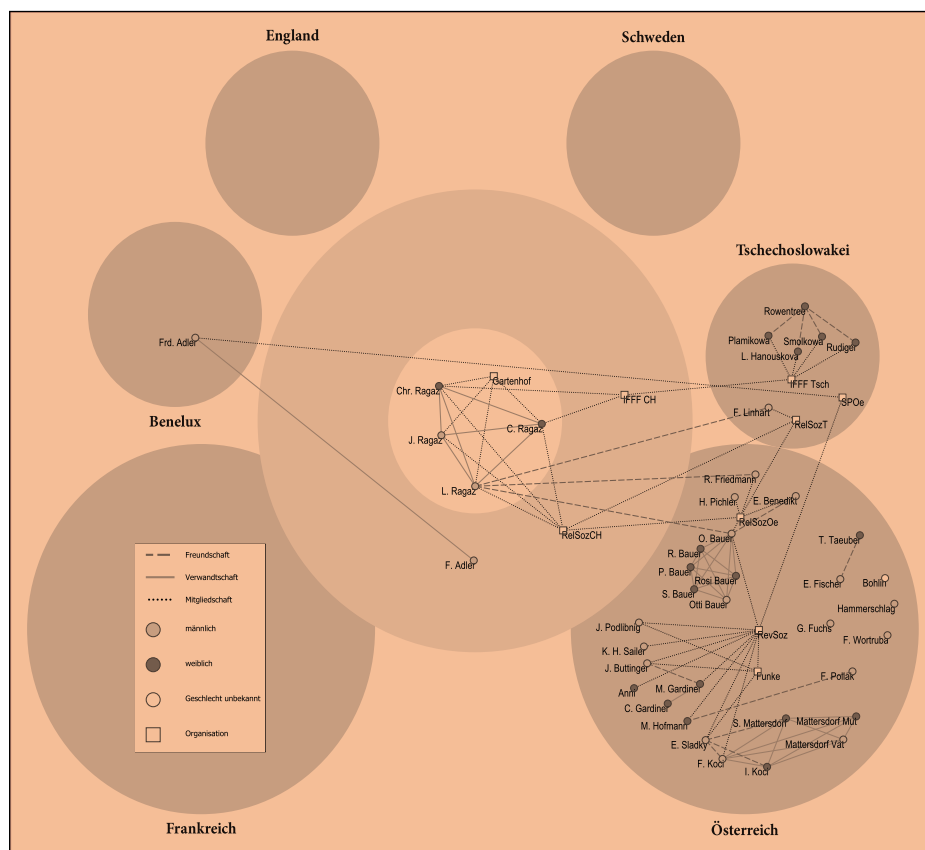 England
Schweden
Tschechoslowakei
Rowentree
Plamikowa
Smolkowa
Rudiger
L. Hanouskova
Frd. Adler
IFFF Tsch
Gartenhof
Chr. Ragaz
IFFF CH
SPOe
Benelux
F. Linhart
C. Ragaz
RelSozT
J. Ragaz
R. Friedmann
L. Ragaz
H. Pichler
E. Benedikt
RelSozOe
RelSozCH
O. Bauer
T. Taeuber
R. Bauer
F. Adler
P. Bauer
Rosi Bauer
E. Fischer
Bohlin
S. Bauer
Otti Bauer
Hammerschlag
J. Podlibnig
RevSoz
G. Fuchs
F. Wortruba
K. H. Sailer
J. Buttinger
Funke
F. Pollak
Anni
M. Gardiner
C. Gardiner
M. Hofmann
S. Mattersdorf
Mattersdorf Mut
E. Sladky
Mattersdorf Vat
F. Koci
I. Koci
Freundschaft
Verwandtschaft
Mitgliedschaft
männlich
weiblich
Geschlecht unbekannt
Organisation
Frankreich
Österreich